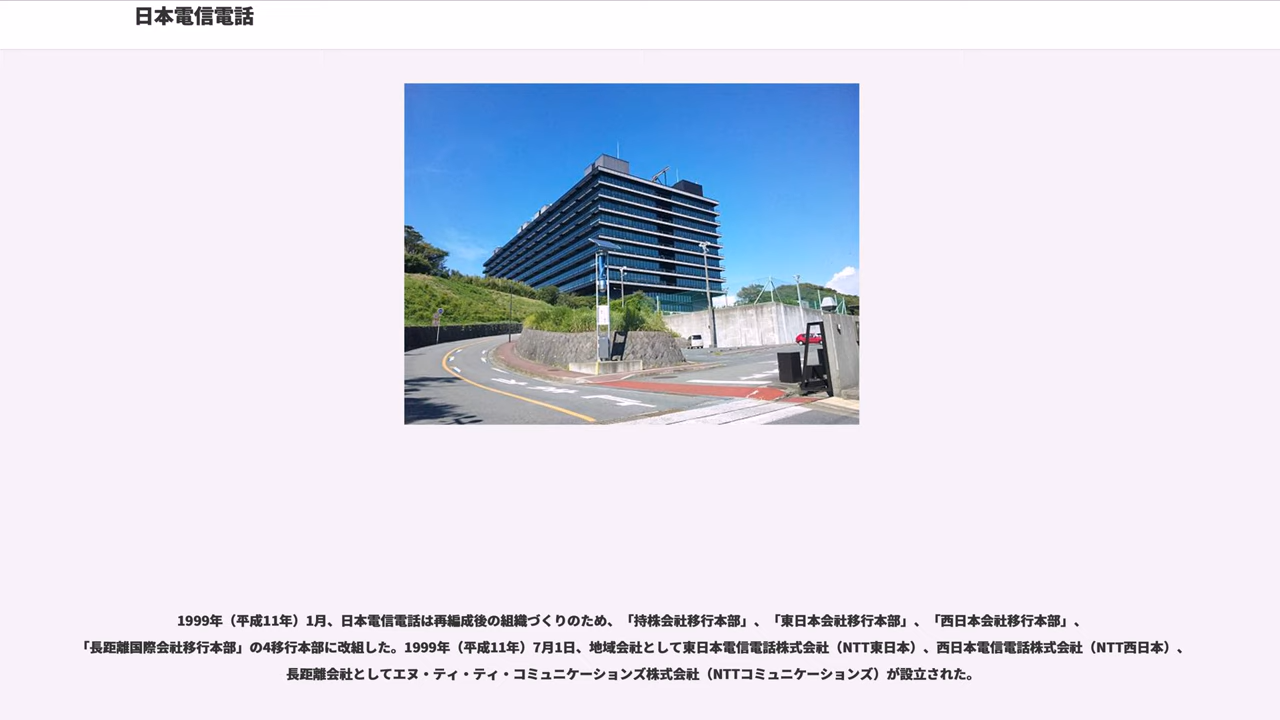 日本電信電話
1999年（平成11年）1月、日本電信電話は再編成後の組織づくりのため、「持株会社移行本部」、「東日本会社移行本部」、「西日本会社移行本部」、
「長距離国際会社移行本部」の4移行本部に改組した。1999年（平成11年）7月1日、地域会社として東日本電信電話株式会社（NTT東日本）、西日本電信電話株式会社（NTT西日本）、
長距離会社としてエヌ・ティ・ティ・コミュニケーションズ株式会社（NTTコミュニケーションズ）が設立された。